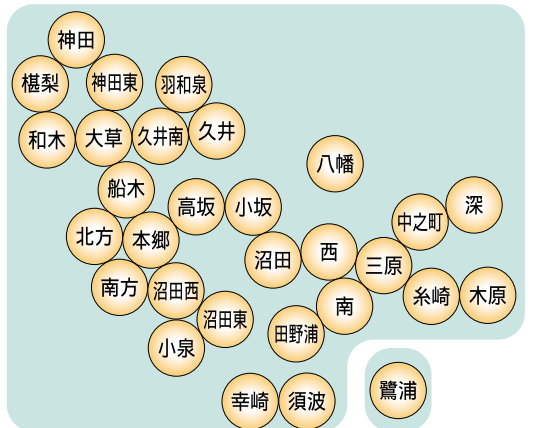 神田
椹梨
神田東
羽和泉
和木
大草
久井南
久井
八幡
船木
高坂
小坂
中之町
深
北方
本郷
沼田
西
三原
南方
沼田西
糸崎
木原
沼田東
南
田野浦
小泉
幸崎
須波
鷺浦